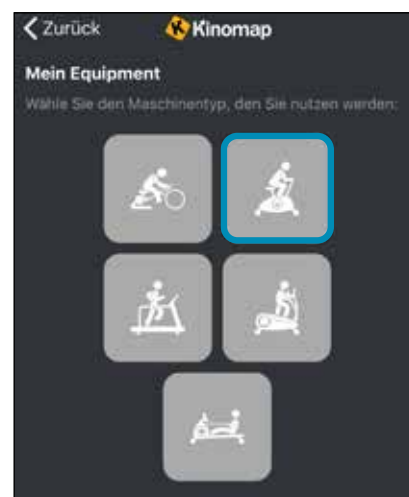 Zurück Kinomap
Mein Equipment
Wähle Sie den Maschinentyp, den Sie nutzen werden: